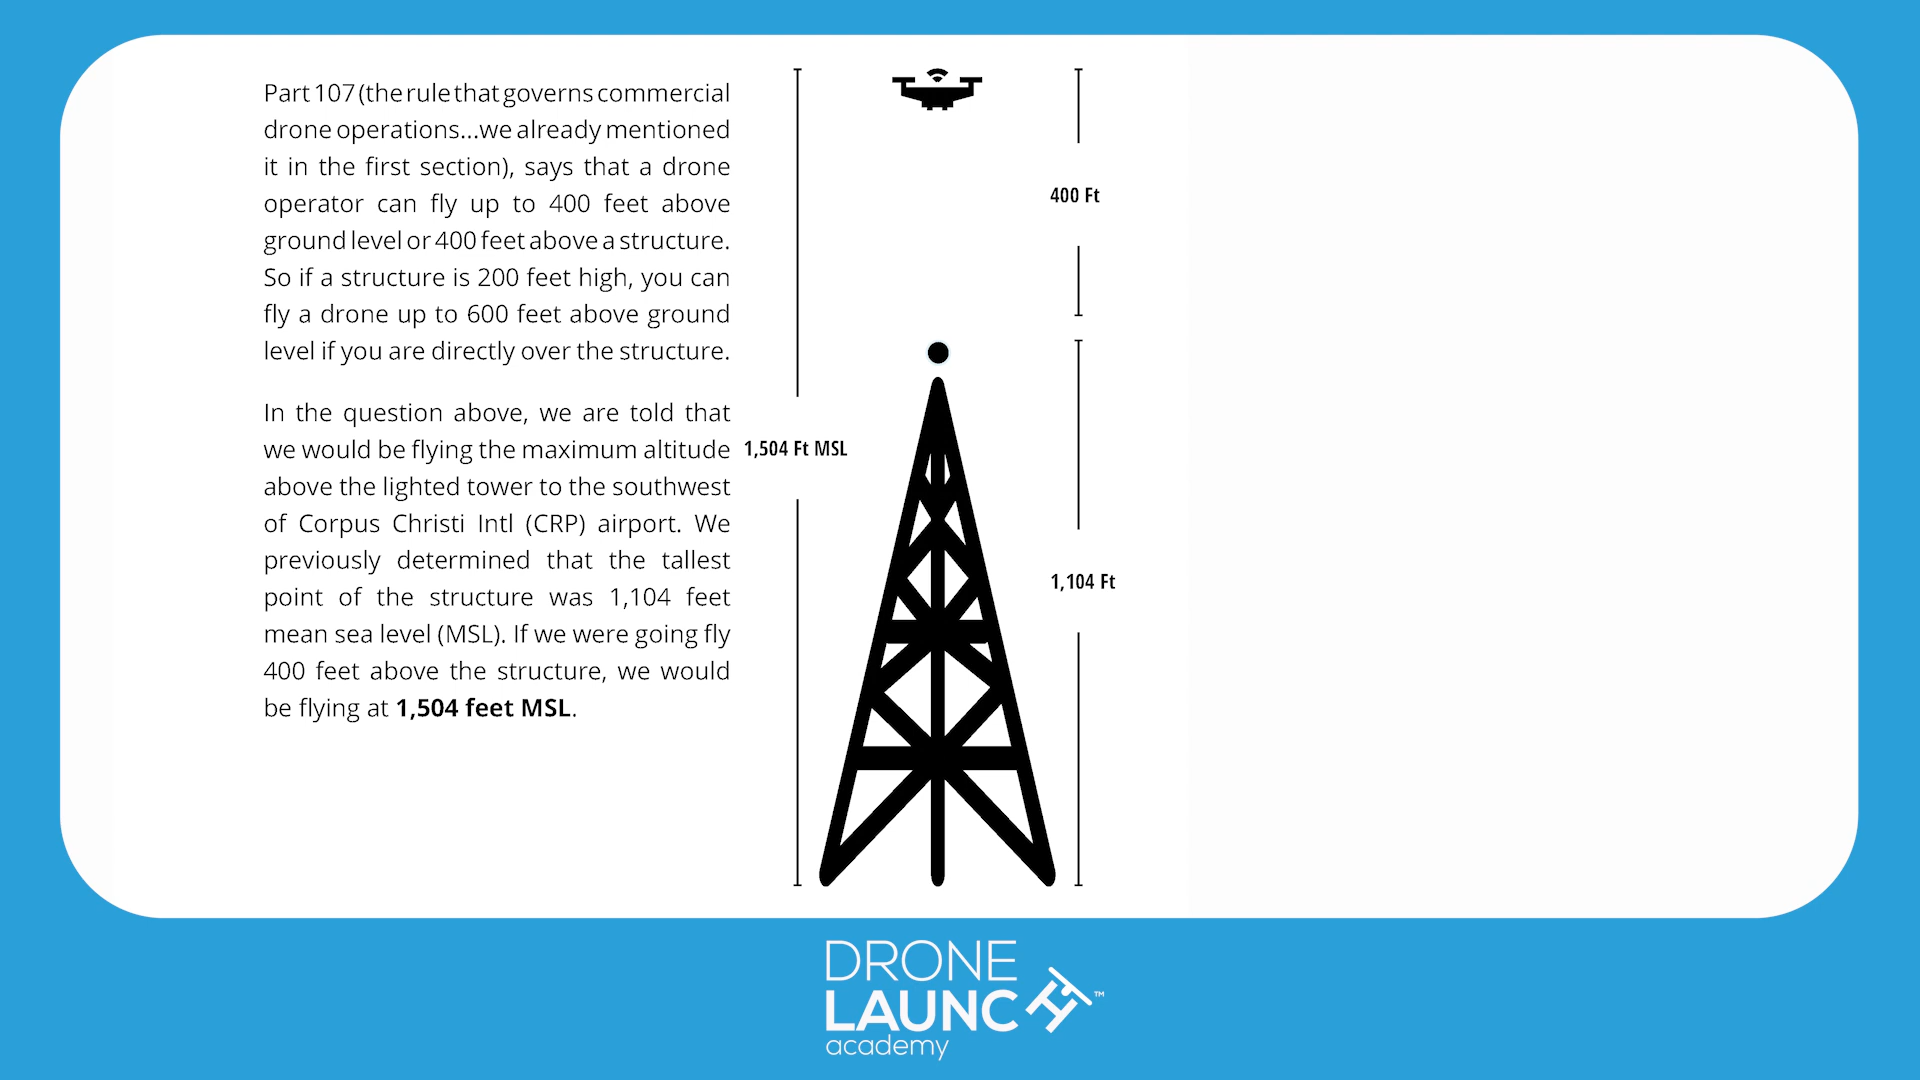 Part 107 (the rule that governs commercial
drone operations...we already mentioned
it in the first section), says that a drone
operator can fly up to 400 feet above
ground level or 400 feet above a structure.
So if a structure is 200 feet high, you can
fly a drone up to 600 feet above ground
level if you are directly over the structure.
In the question above, we are told that
we would be flying the maximum altitude
above the lighted tower to the southwest
of Corpus Christi Intl (CRP) airport. We
previously determined that the tallest
point of the structure was 1,104 feet
mean sea level (MSL). If we were going fly
400 feet above the structure, we would
be flying at 1,504 feet MSL.
1,504 Ft MSL
400 Ft
1,104 Ft
DRONE
LAUNCH™
academy